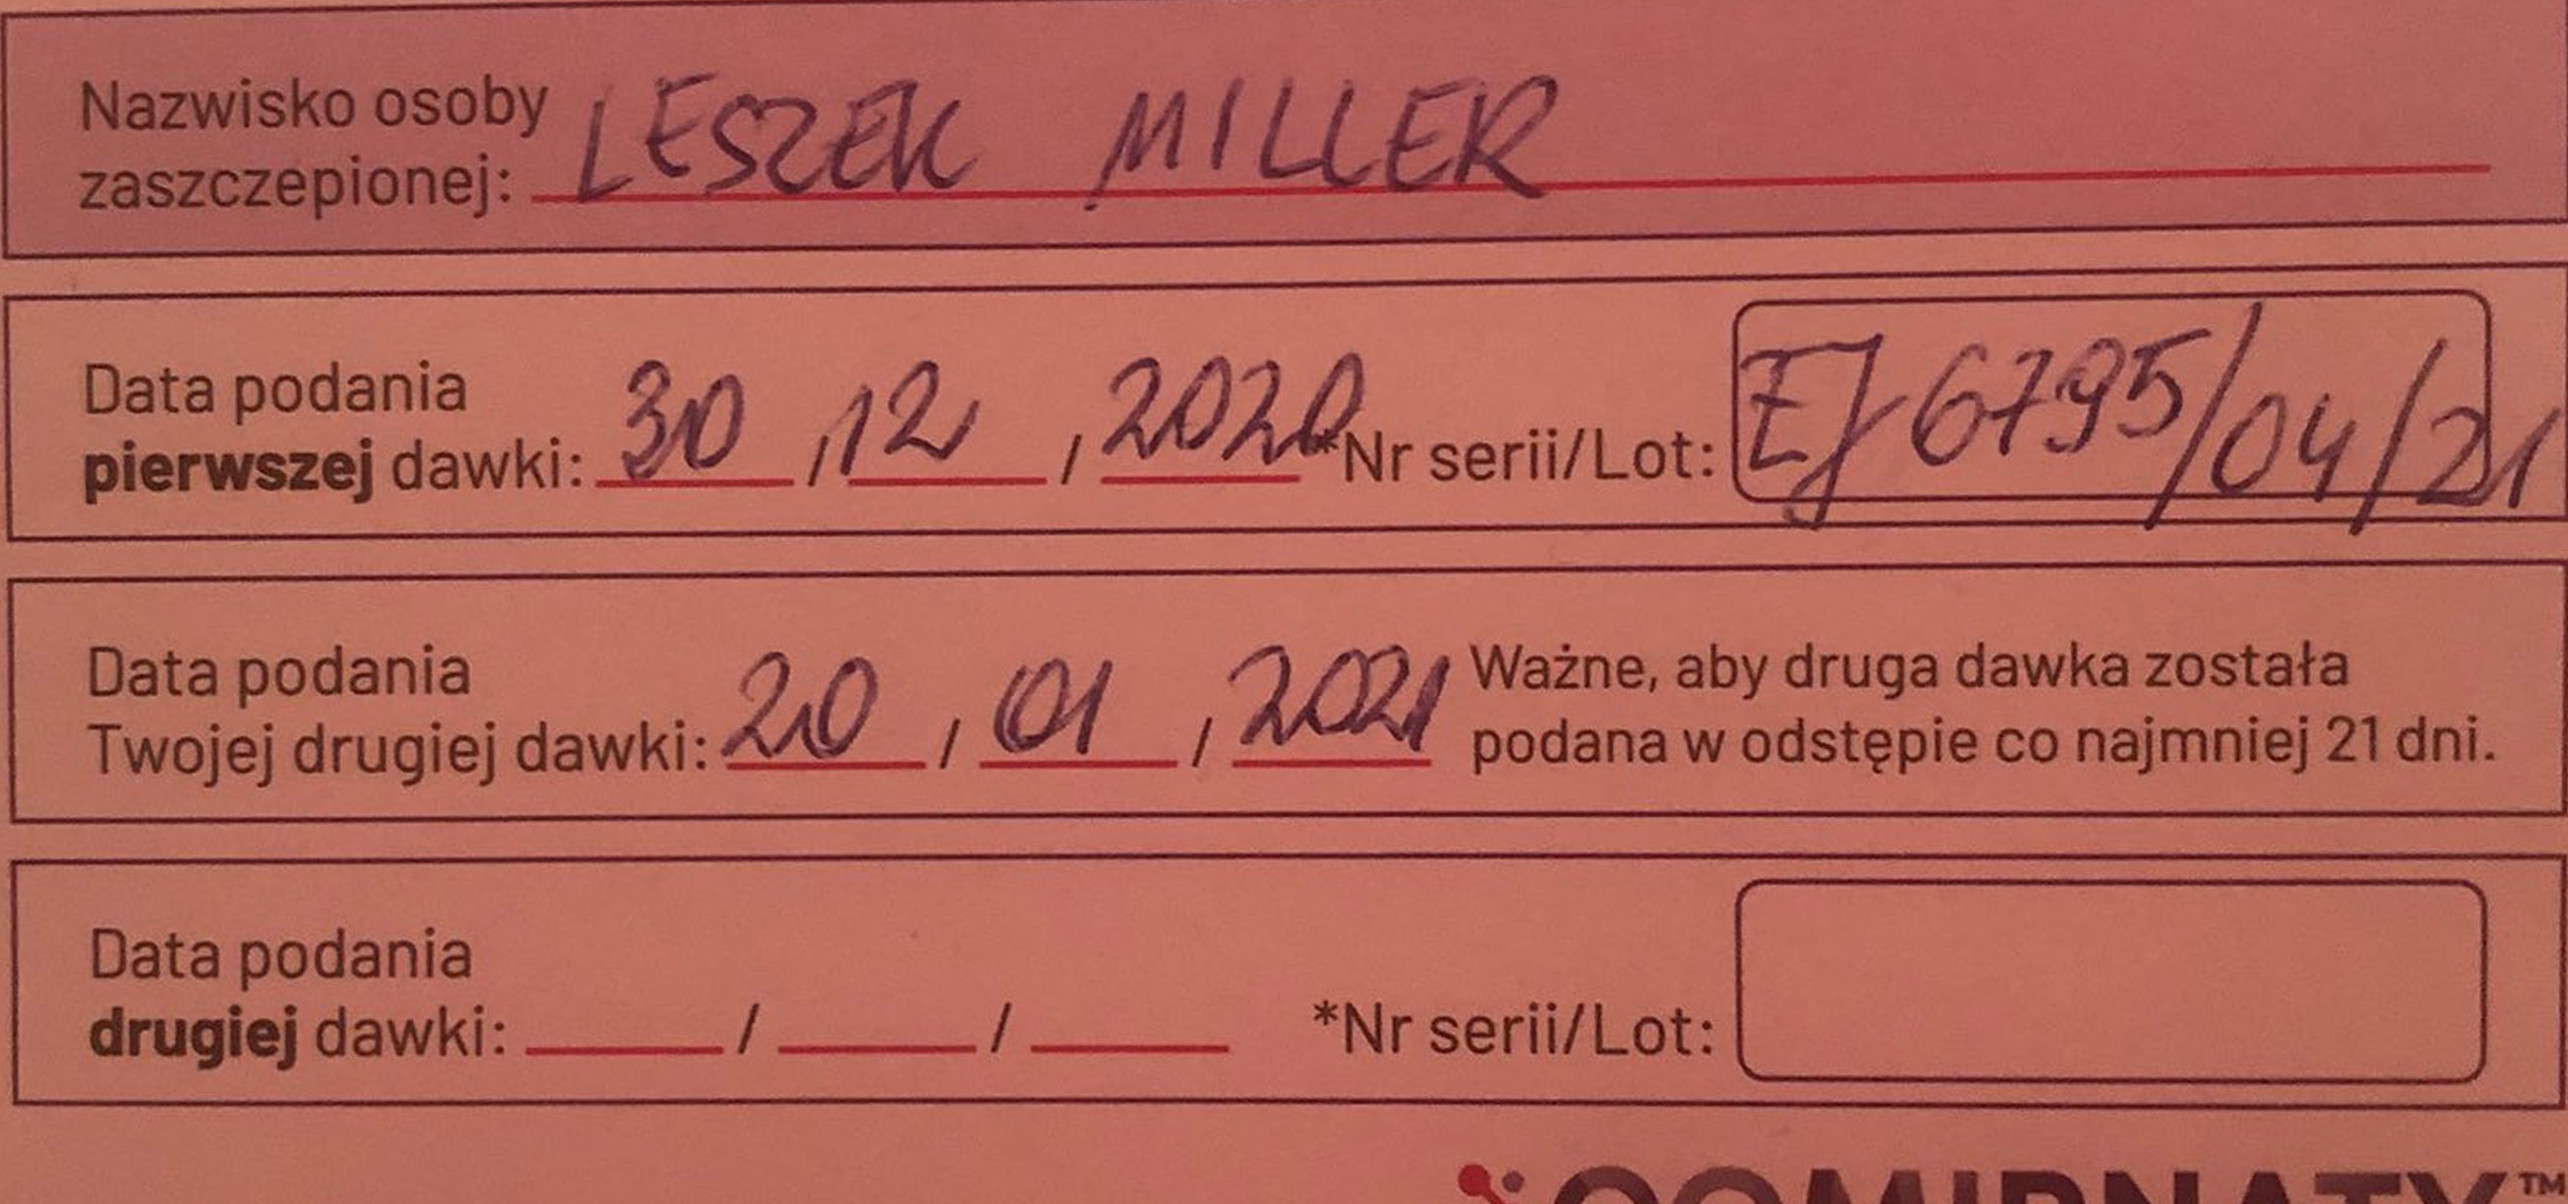 Nazwisko osoby
zaszczepionej: LESZEK MILLER
Data podania
pierwszej dawki: 30 / 12 / 2020 *Nr serii/Lot: EJ 6795/04/21
Data podania
Twojej drugiej dawki: 20 / 01 / 2021
Ważne, aby druga dawka została
podana w odstępie co najmniej 21 dni.
Data podania
drugiej dawki: / / *Nr serii/Lot:
COMIRNATY™